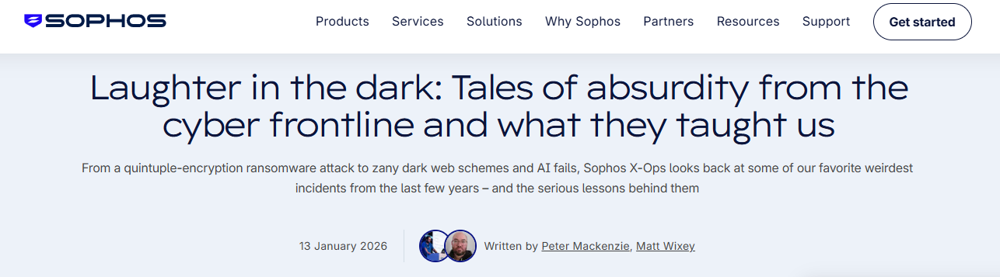 SOPHOS
Products Services Solutions Why Sophos Partners Resources Support Get started
Laughter in the dark: Tales of absurdity from the
cyber frontline and what they taught us
From a quintuple-encryption ransomware attack to zany dark web schemes and AI fails, Sophos X-Ops looks back at some of our favorite weirdest
incidents from the last few years – and the serious lessons behind them
13 January 2026
Written by Peter Mackenzie, Matt Wixey